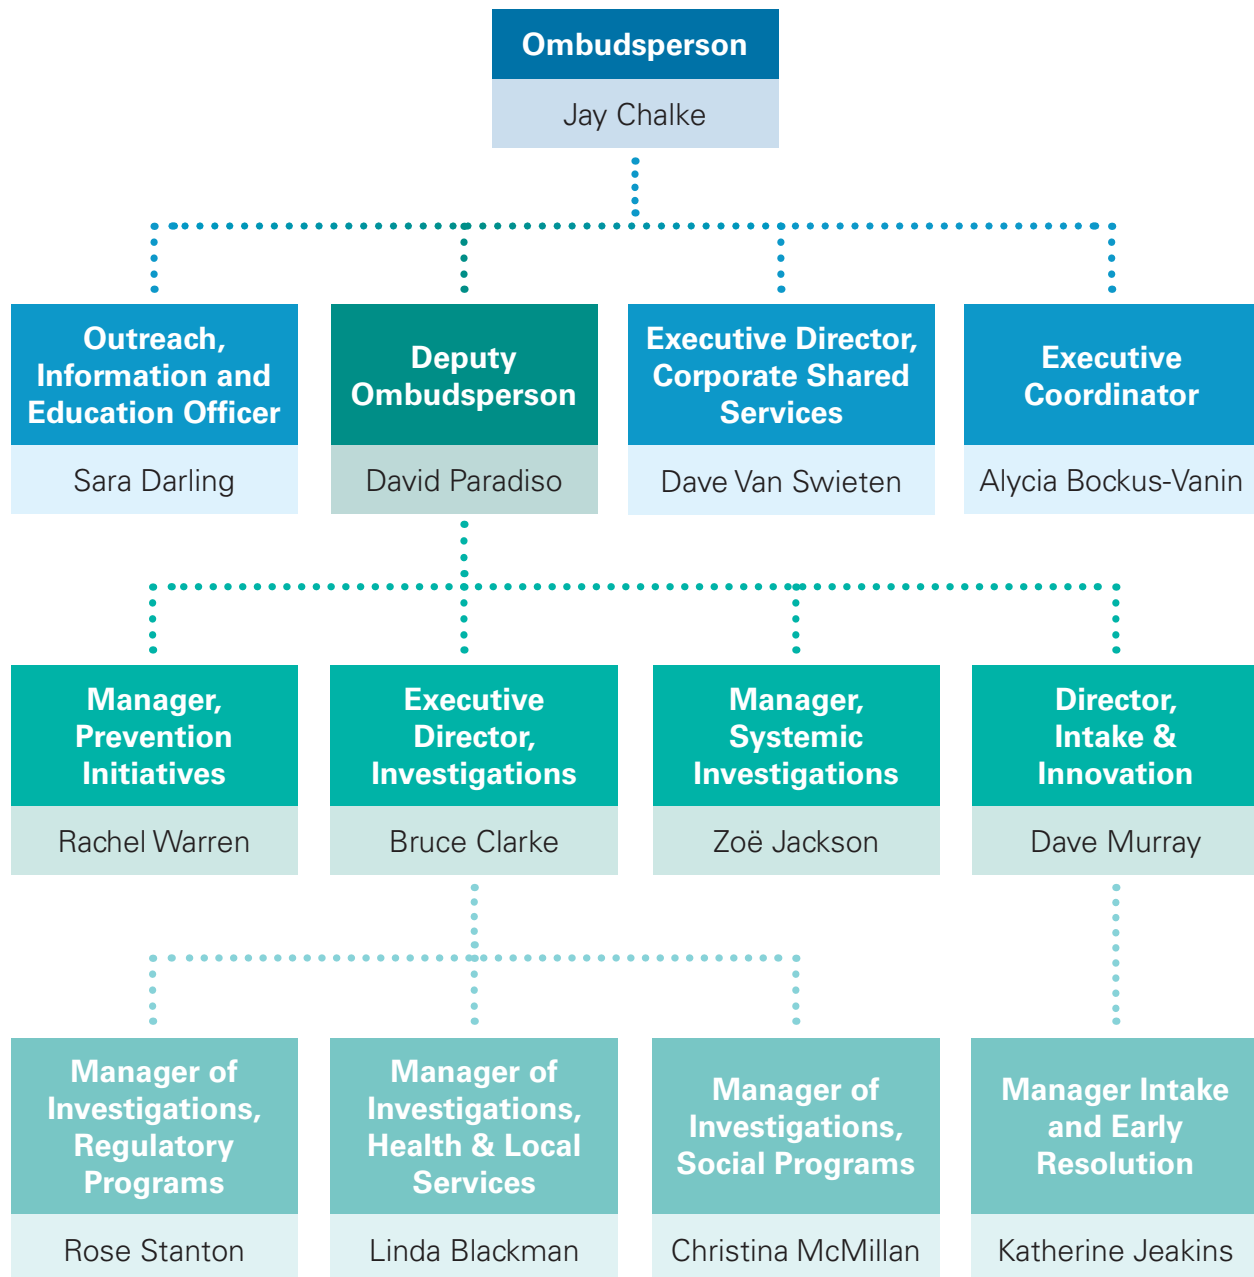 Ombudsperson
Jay Chalke
Outreach,
Information and
Education Officer
Sara Darling
Deputy
Ombudsperson
David Paradiso
Executive Director,
Corporate Shared
Services
Dave Van Swieten
Executive
Coordinator
Alycia Bockus-Vanin
Manager,
Prevention
Initiatives
Rachel Warren
Executive
Director,
Investigations
Bruce Clarke
Manager,
Systemic
Investigations
Zoë Jackson
Director,
Intake &
Innovation
Dave Murray
Manager of
Investigations,
Regulatory
Programs
Rose Stanton
Manager of
Investigations,
Health & Local
Services
Linda Blackman
Manager of
Investigations,
Social Programs
Christina McMillan
Manager Intake
and Early
Resolution
Katherine Jeakins